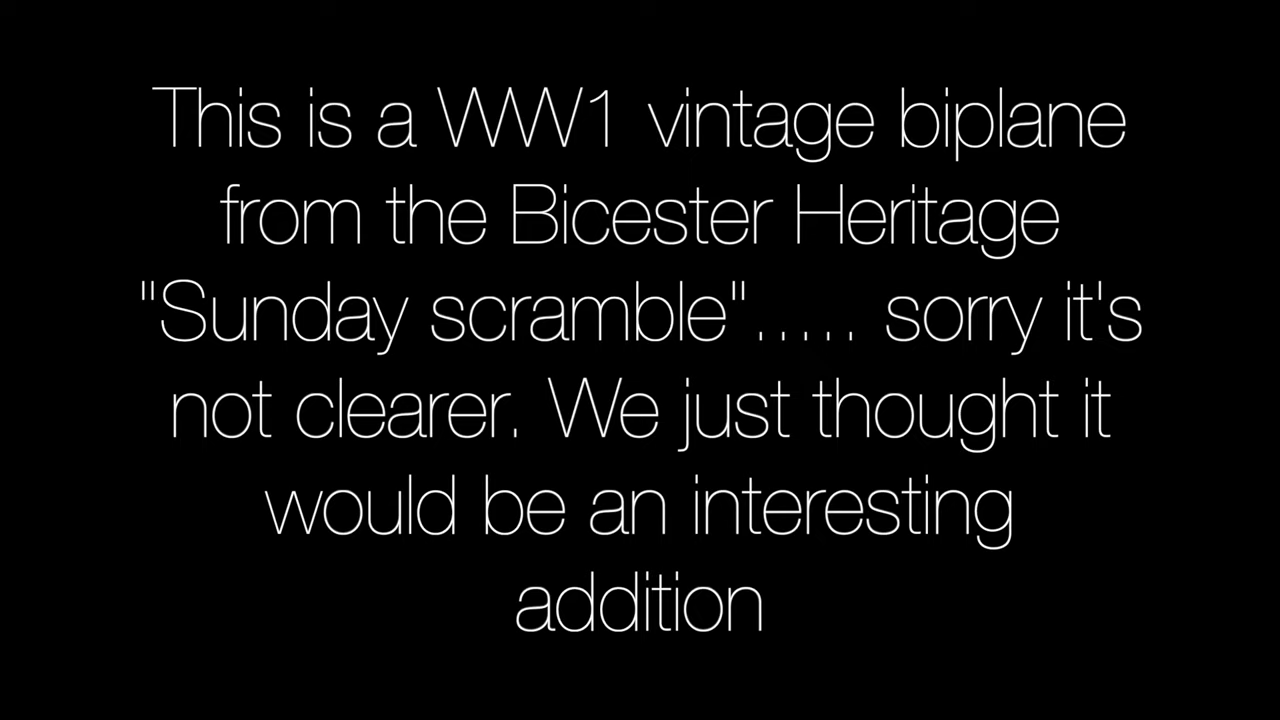 This is a WW1 vintage biplane
from the Bicester Heritage
"Sunday scramble"..... sorry it's
not clearer. We just thought it
would be an interesting
addition